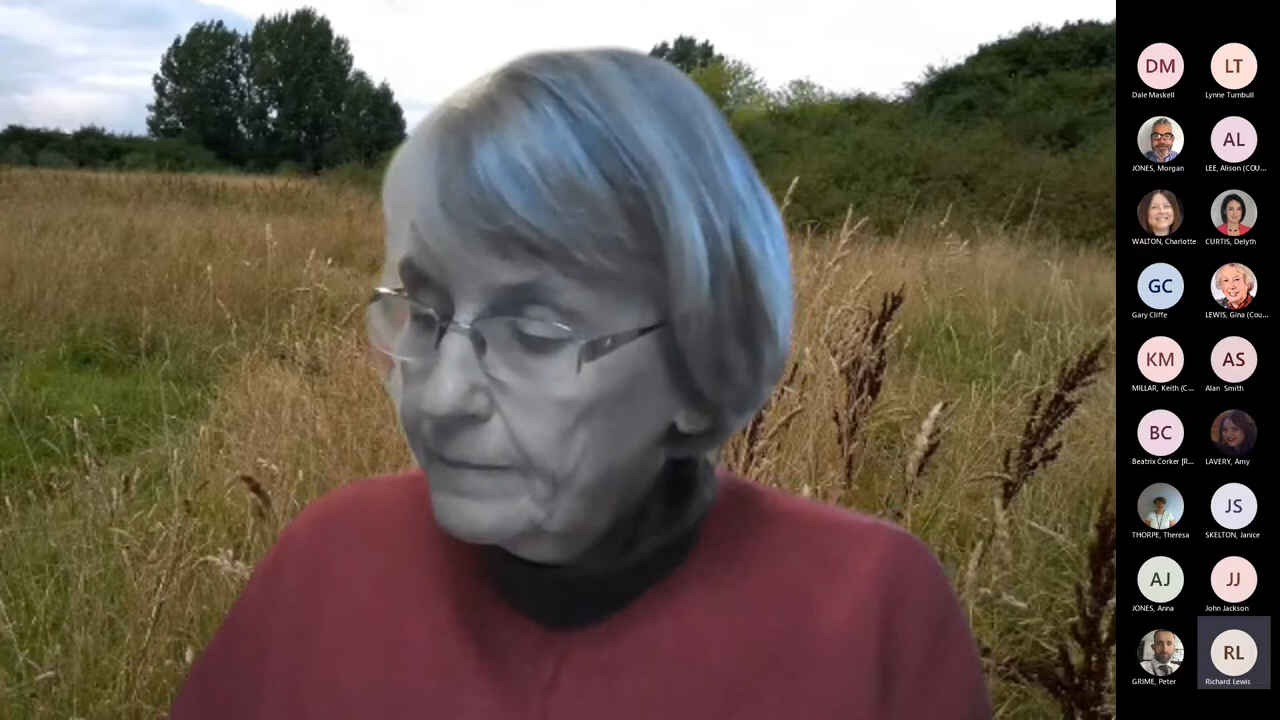 DM
LT
Dale Maskell
Lynne Turnbull
AL
JONES, Morgan
LEE, Alison (COU...
WALTON, Charlotte
CURTIS, Delyth
GC
Gary Cliffe
LEWIS, Gina (Cou...
KM
AS
MILLAR, Keith (C...
Alan Smith
BC
Beatrix Corker [R...
LAVERY, Amy
JS
THORPE, Theresa
SKELTON, Janice
AJ
JJ
JONES, Anna
John Jackson
RL
GRIME, Peter
Richard Lewis